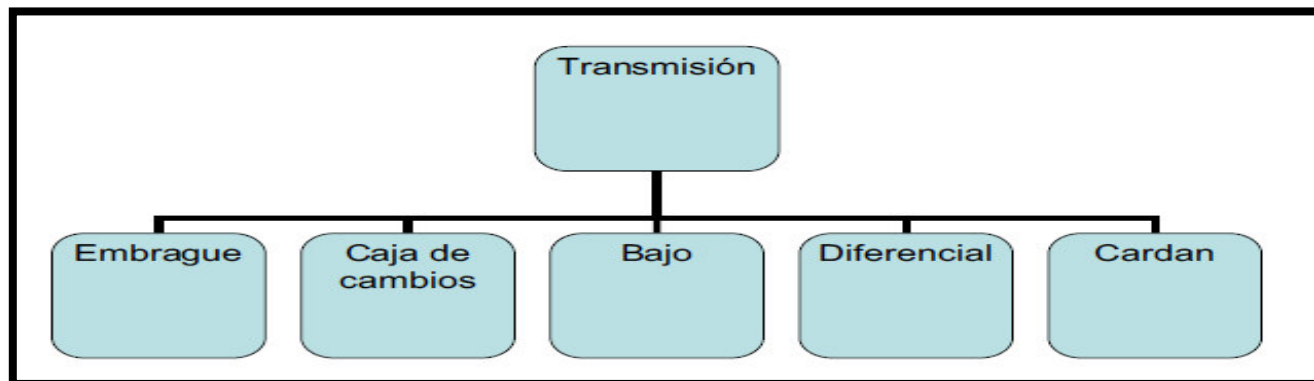 Transmisión
Embrague
Caja de
cambios
Bajo
Diferencial
Cardan